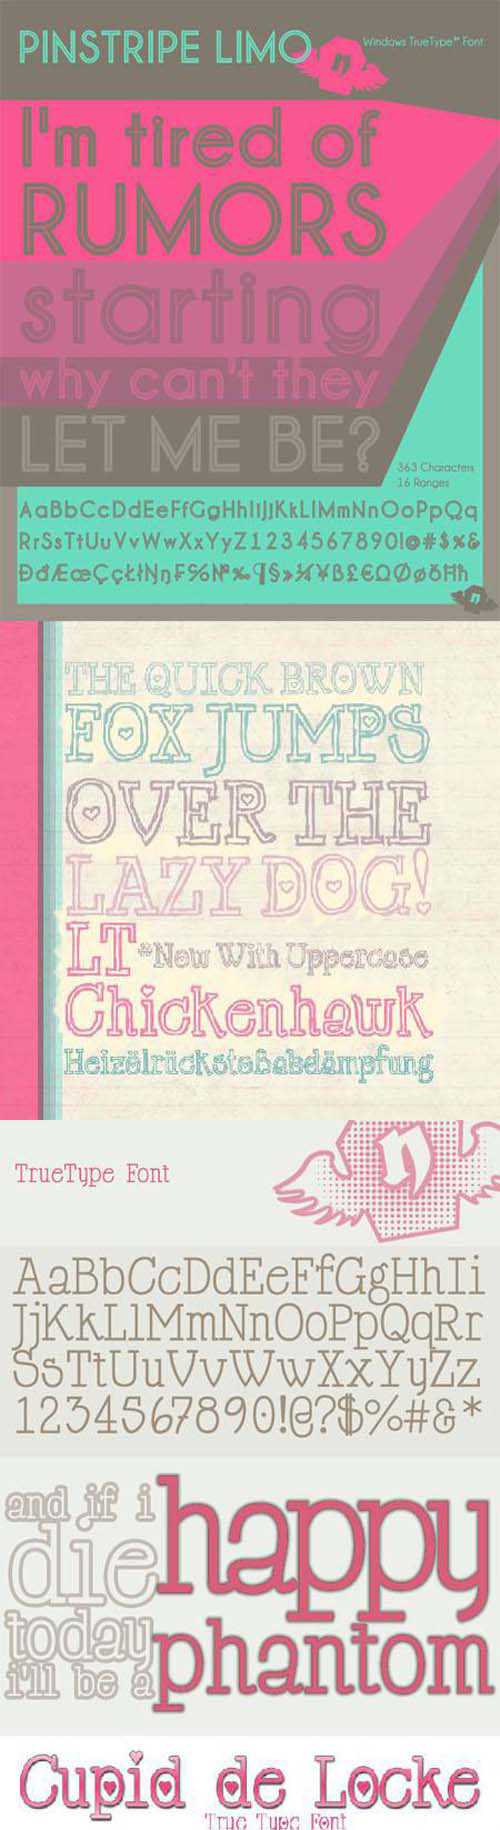 PINSTRIPE LIMO
Windows TrueType™ Font
I'm tired of
RUMORS
starting
why can't they
LET ME BE?
363 Characters
16 Ranges
AaBbCcDdEeFfGgHhIiJjKkLlMmNnOoPpQq
RrSsTtUuVvWwXxYyZ1234567890!@#$%&
THE QUICK BROWN
FOX JUMPS
OVER THE
LAZY DOG!
LT *Now With Uppercase
Chickenhawk
Heizölrückstoßabdämpfung
TrueType Font
n
AaBbCcDdEeFfGgHhIi
JjKkLlMmNnOoPpQqRr
SsTtUuVvWwXxYyZz
1234567890!@?$%#&*
and if i
die
today
i'll be a
happy
phantom
Cupid de Locke
True Type Font